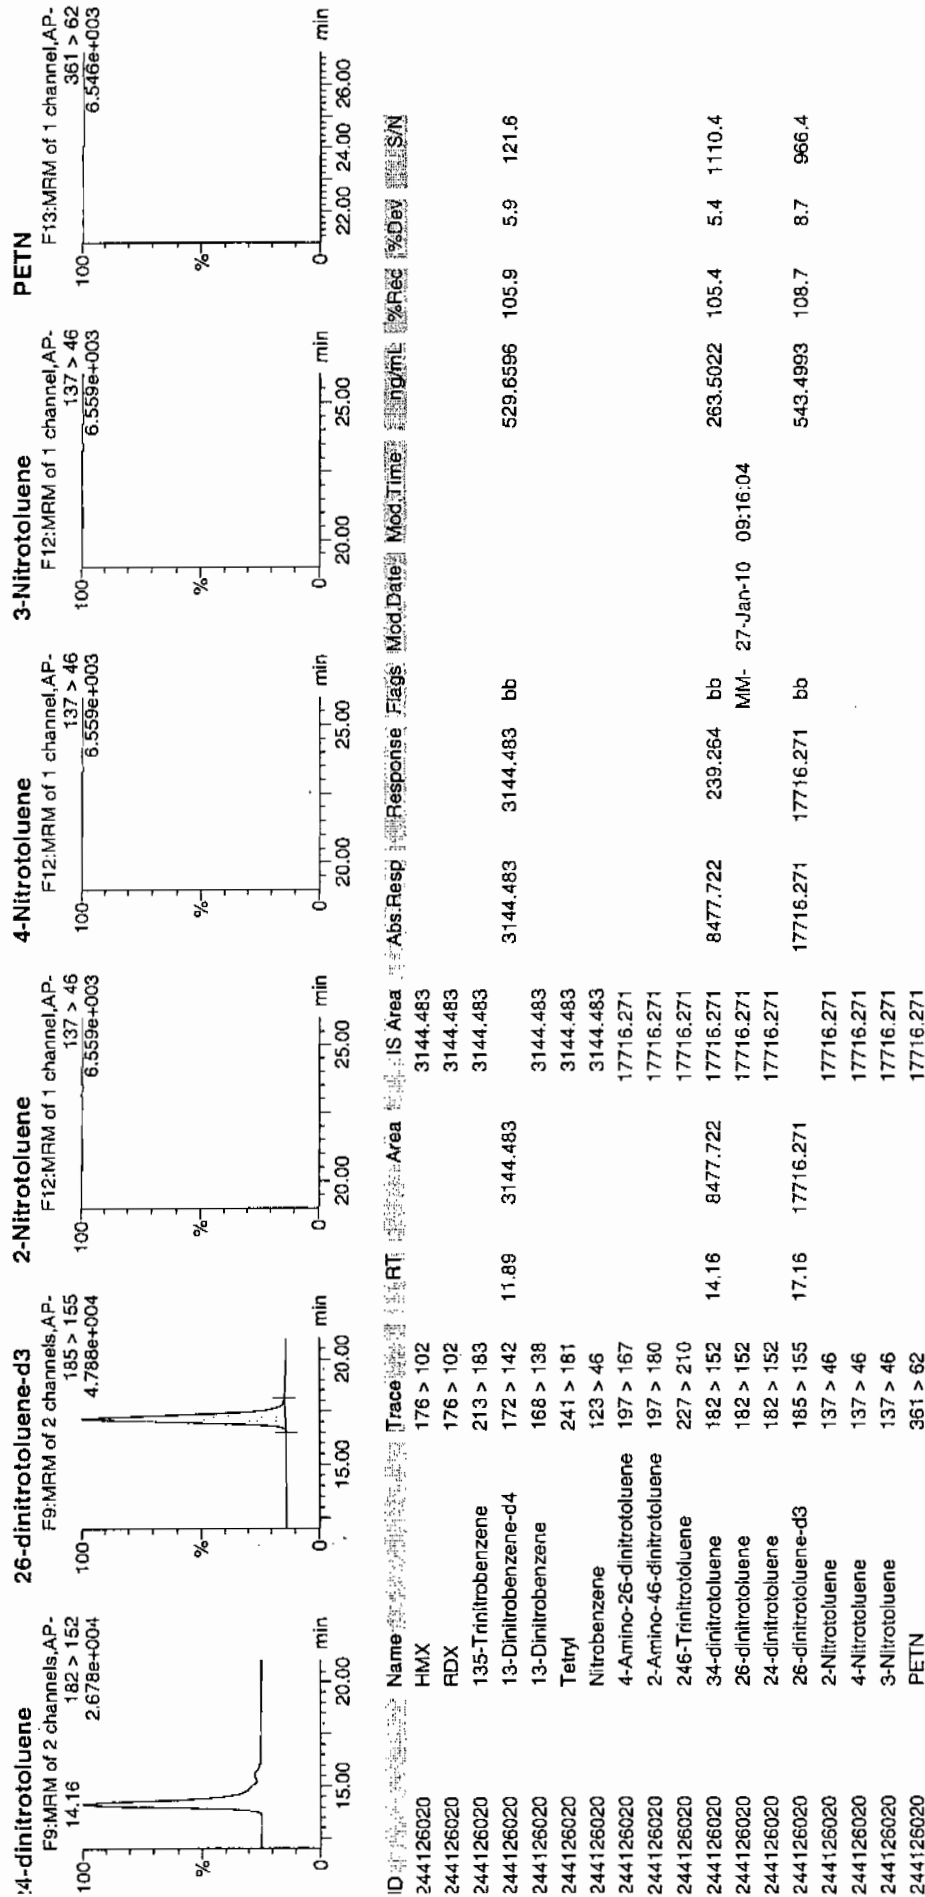 24-dinitrotoluene
F9:MRM of 2 channels,AP-
14.16 182 > 152
2.678e+004
100
%
0
15.00 20.00 min
26-dinitrotoluene-d3
F9:MRM of 2 channels,AP-
185 > 155
4.788e+004
100
%
0
15.00 20.00 min
2-Nitrotoluene
F12:MRM of 1 channel,AP-
137 > 46
6.559e+003
100
%
0
20.00 25.00 min
4-Nitrotoluene
F12:MRM of 1 channel,AP-
137 > 46
6.559e+003
100
%
0
20.00 25.00 min
3-Nitrotoluene
F12:MRM of 1 channel,AP-
137 > 46
6.559e+003
100
%
0
20.00 25.00 min
PETN
F13:MRM of 1 channel,AP-
361 > 62
6.546e+003
100
%
0
22.00 24.00 26.00 min
ID Name Trace RT Area IS Area Abs.Resp Response Flags Mod.Date Mod.Time ng/mL %Rec %Dev S/N
244126020 HMX 176 > 102 3144.483
244126020 RDX 176 > 102 3144.483
244126020 135-Trinitrobenzene 213 > 183 3144.483
244126020 13-Dinitrobenzene-d4 172 > 142 11.89 3144.483 3144.483 3144.483 bb 529.6596 105.9 5.9 121.6
244126020 13-Dinitrobenzene 168 > 138 3144.483
244126020 Tetryl 241 > 181 3144.483
244126020 Nitrobenzene 123 > 46 3144.483
244126020 4-Amino-26-dinitrotoluene 197 > 167 17716.271
244126020 2-Amino-46-dinitrotoluene 197 > 180 17716.271
244126020 246-Trinitrotoluene 227 > 210 17716.271
244126020 34-dinitrotoluene 182 > 152 14.16 8477.722 17716.271 8477.722 239.264 bb 263.5022 105.4 5.4 1110.4
244126020 26-dinitrotoluene 182 > 152 17716.271 MM- 27-Jan-10 09:16:04
244126020 24-dinitrotoluene 182 > 152 17716.271
244126020 26-dinitrotoluene-d3 185 > 155 17.16 17716.271 17716.271 17716.271 bb 543.4993 108.7 8.7 966.4
244126020 2-Nitrotoluene 137 > 46 17716.271
244126020 4-Nitrotoluene 137 > 46 17716.271
244126020 3-Nitrotoluene 137 > 46 17716.271
244126020 PETN 361 > 62 17716.271